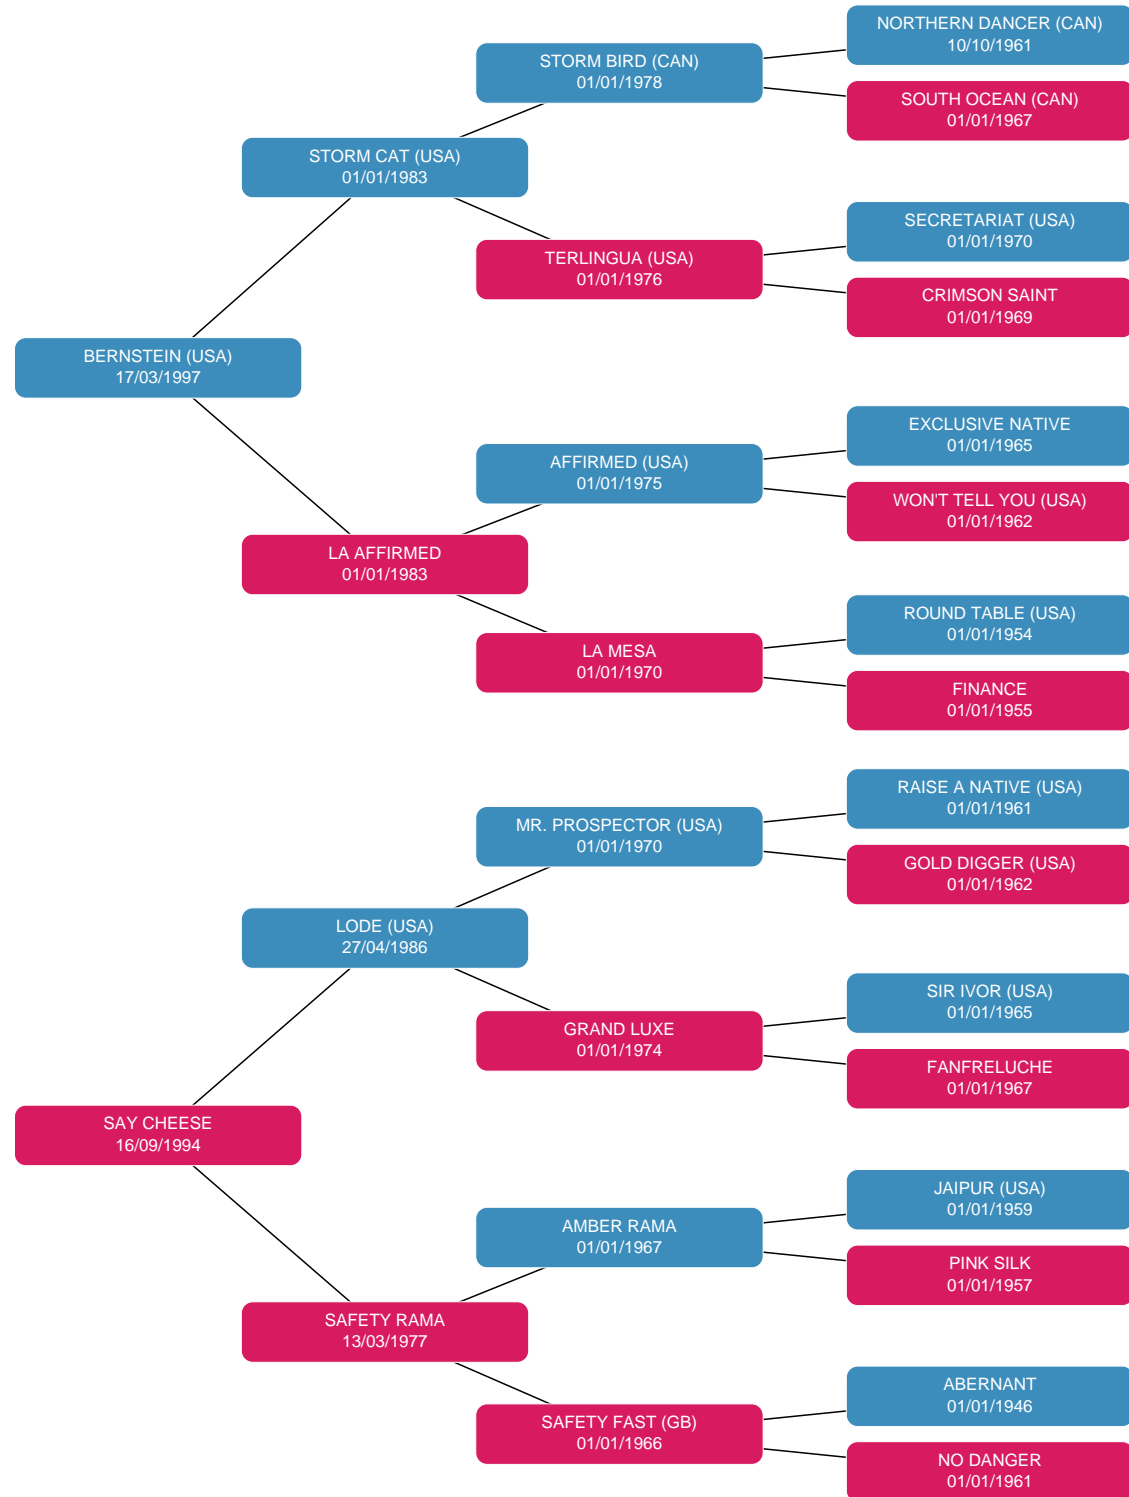 NORTHERN DANCER (CAN)
10/10/1961
STORM BIRD (CAN)
01/01/1978
SOUTH OCEAN (CAN)
01/01/1967
STORM CAT (USA)
01/01/1983
SECRETARIAT (USA)
01/01/1970
TERLINGUA (USA)
01/01/1976
CRIMSON SAINT
01/01/1969
BERNSTEIN (USA)
17/03/1997
EXCLUSIVE NATIVE
01/01/1965
AFFIRMED (USA)
01/01/1975
WON'T TELL YOU (USA)
01/01/1962
LA AFFIRMED
01/01/1983
ROUND TABLE (USA)
01/01/1954
LA MESA
01/01/1970
FINANCE
01/01/1955
RAISE A NATIVE (USA)
01/01/1961
MR. PROSPECTOR (USA)
01/01/1970
GOLD DIGGER (USA)
01/01/1962
LODE (USA)
27/04/1986
SIR IVOR (USA)
01/01/1965
GRAND LUXE
01/01/1974
FANFRELUCHE
01/01/1967
SAY CHEESE
16/09/1994
JAIPUR (USA)
01/01/1959
AMBER RAMA
01/01/1967
PINK SILK
01/01/1957
SAFETY RAMA
13/03/1977
ABERNANT
01/01/1946
SAFETY FAST (GB)
01/01/1966
NO DANGER
01/01/1961